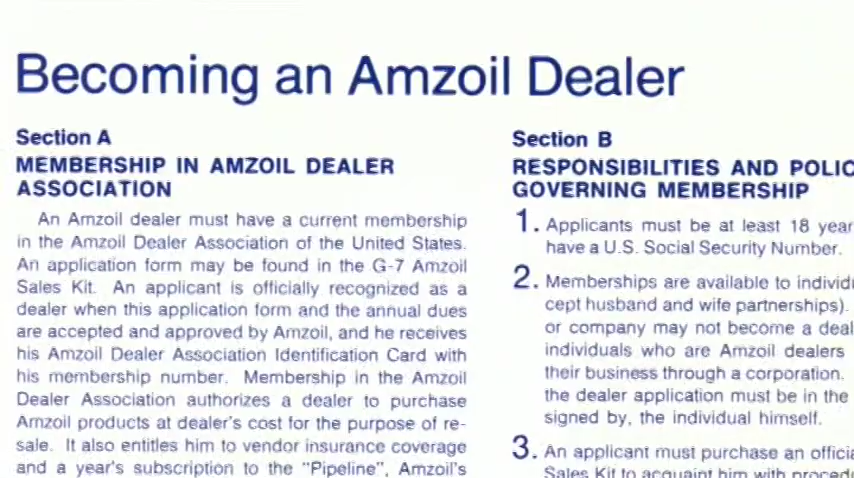 Becoming an Amzoil Dealer
Section A
MEMBERSHIP IN AMZOIL DEALER
ASSOCIATION
An Amzoil dealer must have a current membership
in the Amzoil Dealer Association of the United States.
An application form may be found in the G-7 Amzoil
Sales Kit. An applicant is officially recognized as a
dealer when this application form and the annual dues
are accepted and approved by Amzoil, and he receives
his Amzoil Dealer Association Identification Card with
his membership number. Membership in the Amzoil
Dealer Association authorizes a dealer to purchase
Amzoil products at dealer's cost for the purpose of re-
sale. It also entitles him to vendor insurance coverage
and a year's subscription to the "Pipeline", Amzoil's
Section B
RESPONSIBILITIES AND POLIC
GOVERNING MEMBERSHIP
1. Applicants must be at least 18 year
have a U.S. Social Security Number.
2. Memberships are available to individ
cept husband and wife partnerships).
or company may not become a deal
individuals who are Amzoil dealers
their business through a corporation.
the dealer application must be in the
signed by, the individual himself.
3. An applicant must purchase an offici
Sales Kit to acquaint him with proced